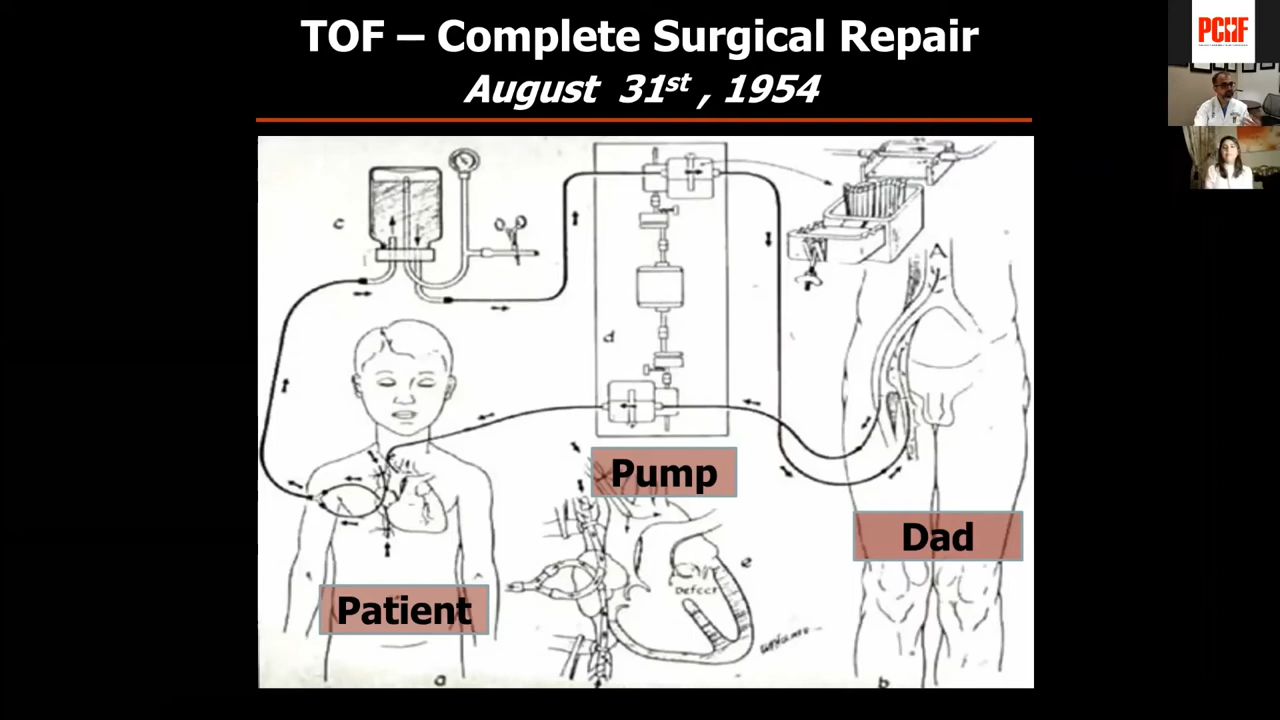 TOF – Complete Surgical Repair
August 31st , 1954
PCHF
c
d
A
Pump
Dad
e
Defect
Patient
a
b